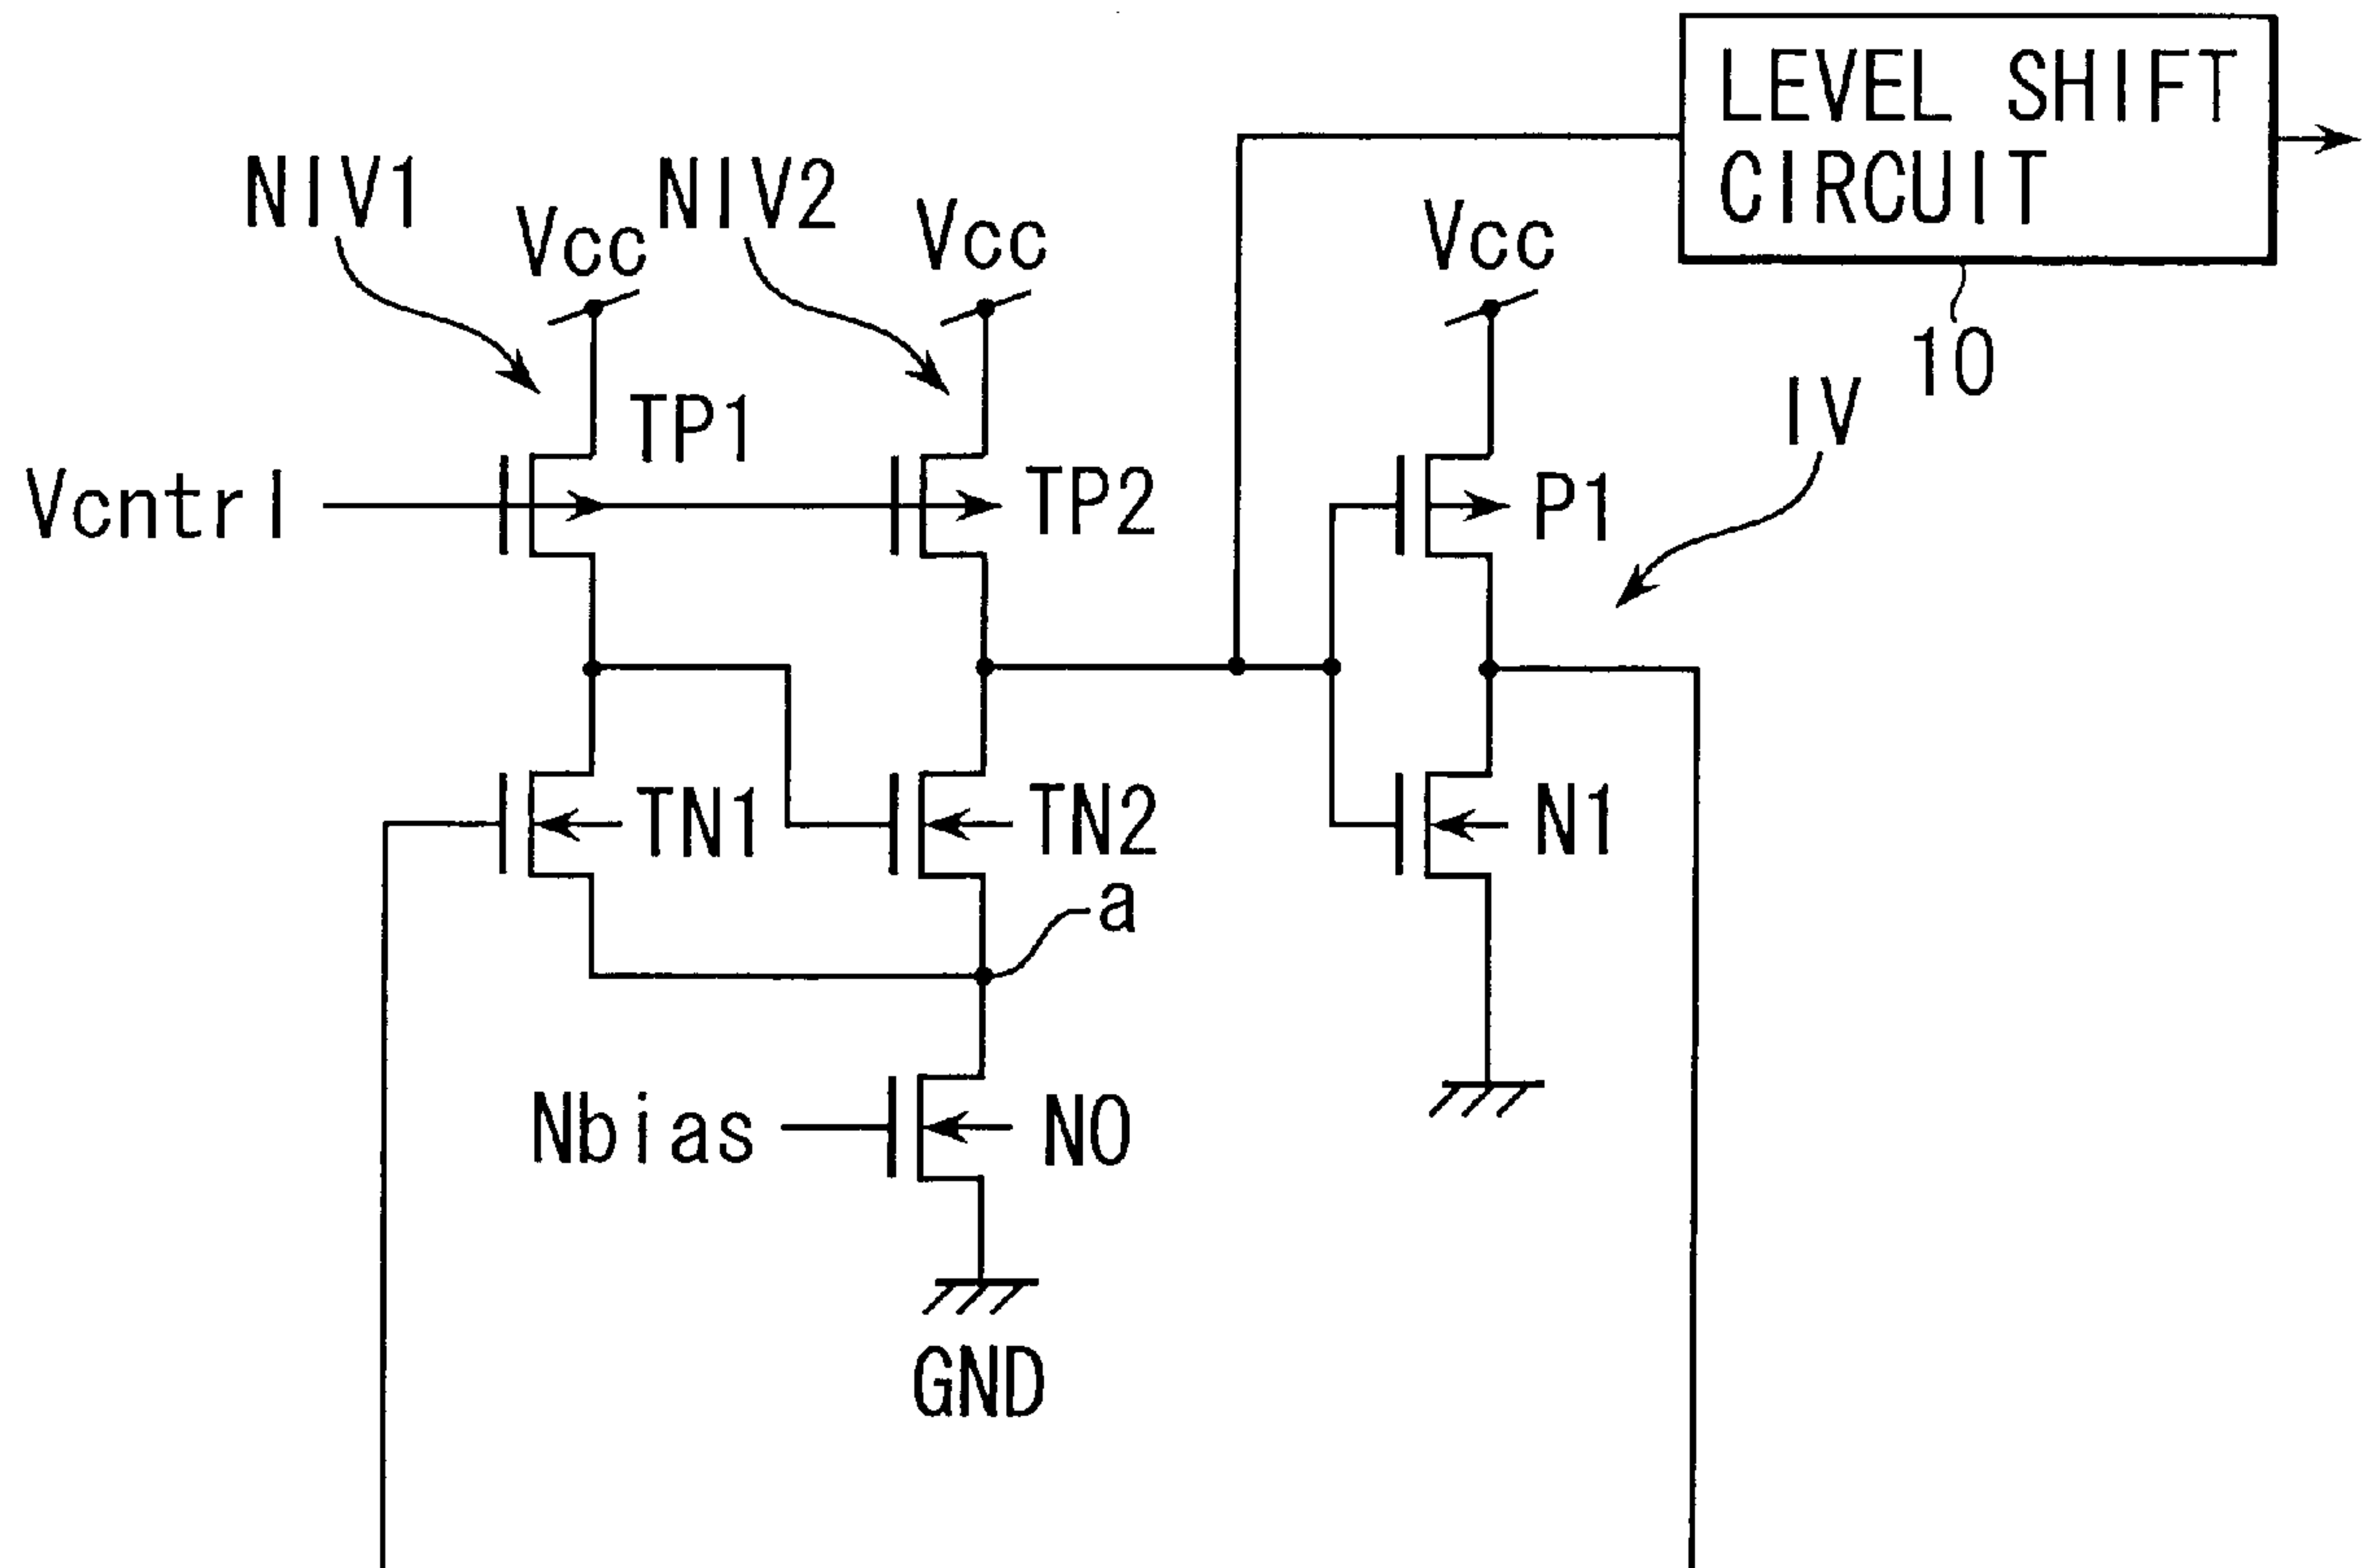 LEVEL SHIFT
CIRCUIT
NIV1
NIV2
Vcc
Vcc
Vcc
10
IV
TP1
TP2
Vcntrl
P1
TN1
TN2
N1
a
Nbias
N0
GND